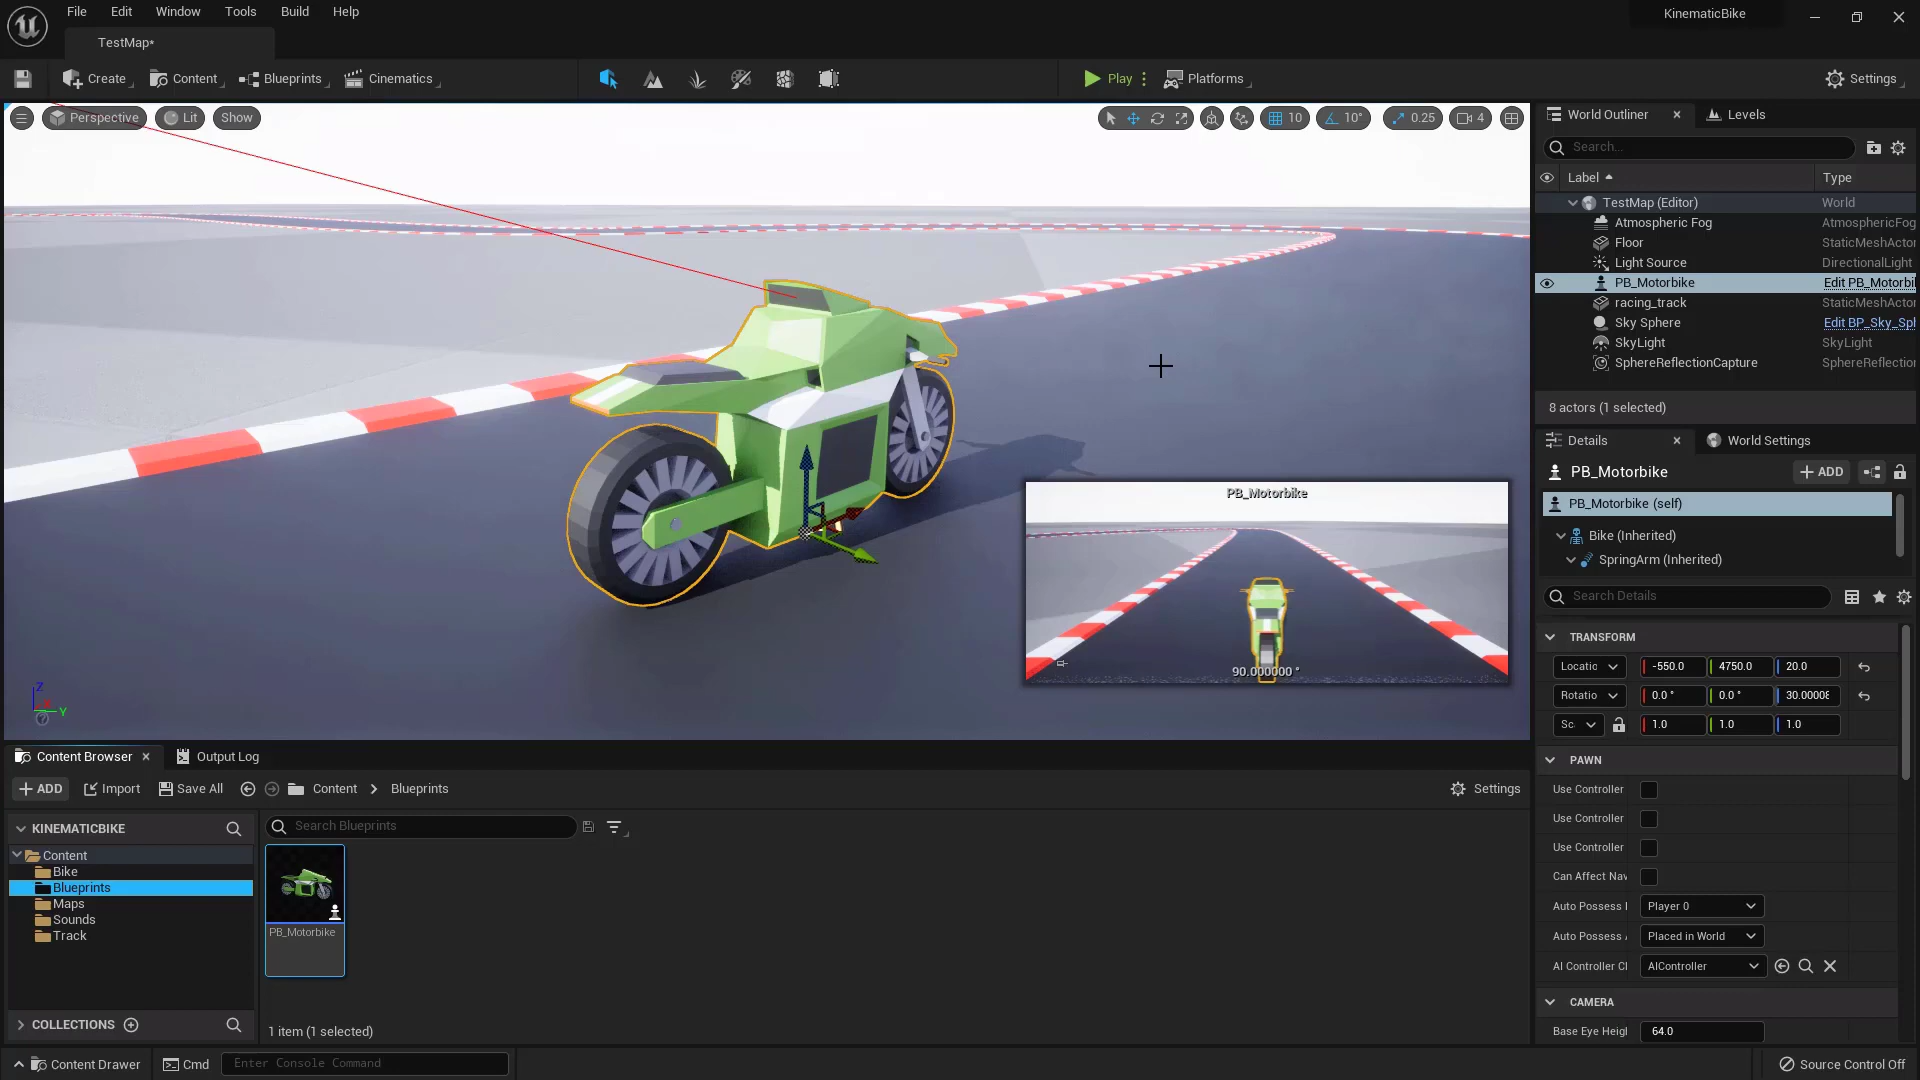 File Edit Window Tools Build Help
KinematicBike
TestMap*
Create Content Blueprints Cinematics Play Platforms Settings
Perspective Lit Show 10 10° 0.25 4
World Outliner Levels
Search...
Label Type
TestMap (Editor) World
Atmospheric Fog AtmosphericFog
Floor StaticMeshActor
Light Source DirectionalLight
PB_Motorbike Edit PB_Motorbi
racing_track StaticMeshActor
Sky Sphere Edit BP_Sky_Sph
SkyLight SkyLight
SphereReflectionCapture SphereReflection
8 actors (1 selected)
Details World Settings
PB_Motorbike ADD
PB_Motorbike (self)
Bike (Inherited)
SpringArm (Inherited)
Search Details
TRANSFORM
Locatio -550.0 4750.0 20.0
Rotatio 0.0 ° 0.0 ° 30.00008
Sc 1.0 1.0 1.0
PAWN
Use Controller
Use Controller
Use Controller
Can Affect Nav
Auto Possess Player 0
Auto Possess Placed in World
AI Controller Cl AIController
CAMERA
Base Eye Heigh 64.0
PB_Motorbike
90.000000 °
Z
Y
Content Browser Output Log
ADD Import Save All Content Blueprints Settings
KINEMATICBIKE
Content
Bike
Blueprints
Maps
Sounds
Track
COLLECTIONS
Search Blueprints
PB_Motorbike
1 item (1 selected)
Content Drawer Cmd Enter Console Command Source Control Off